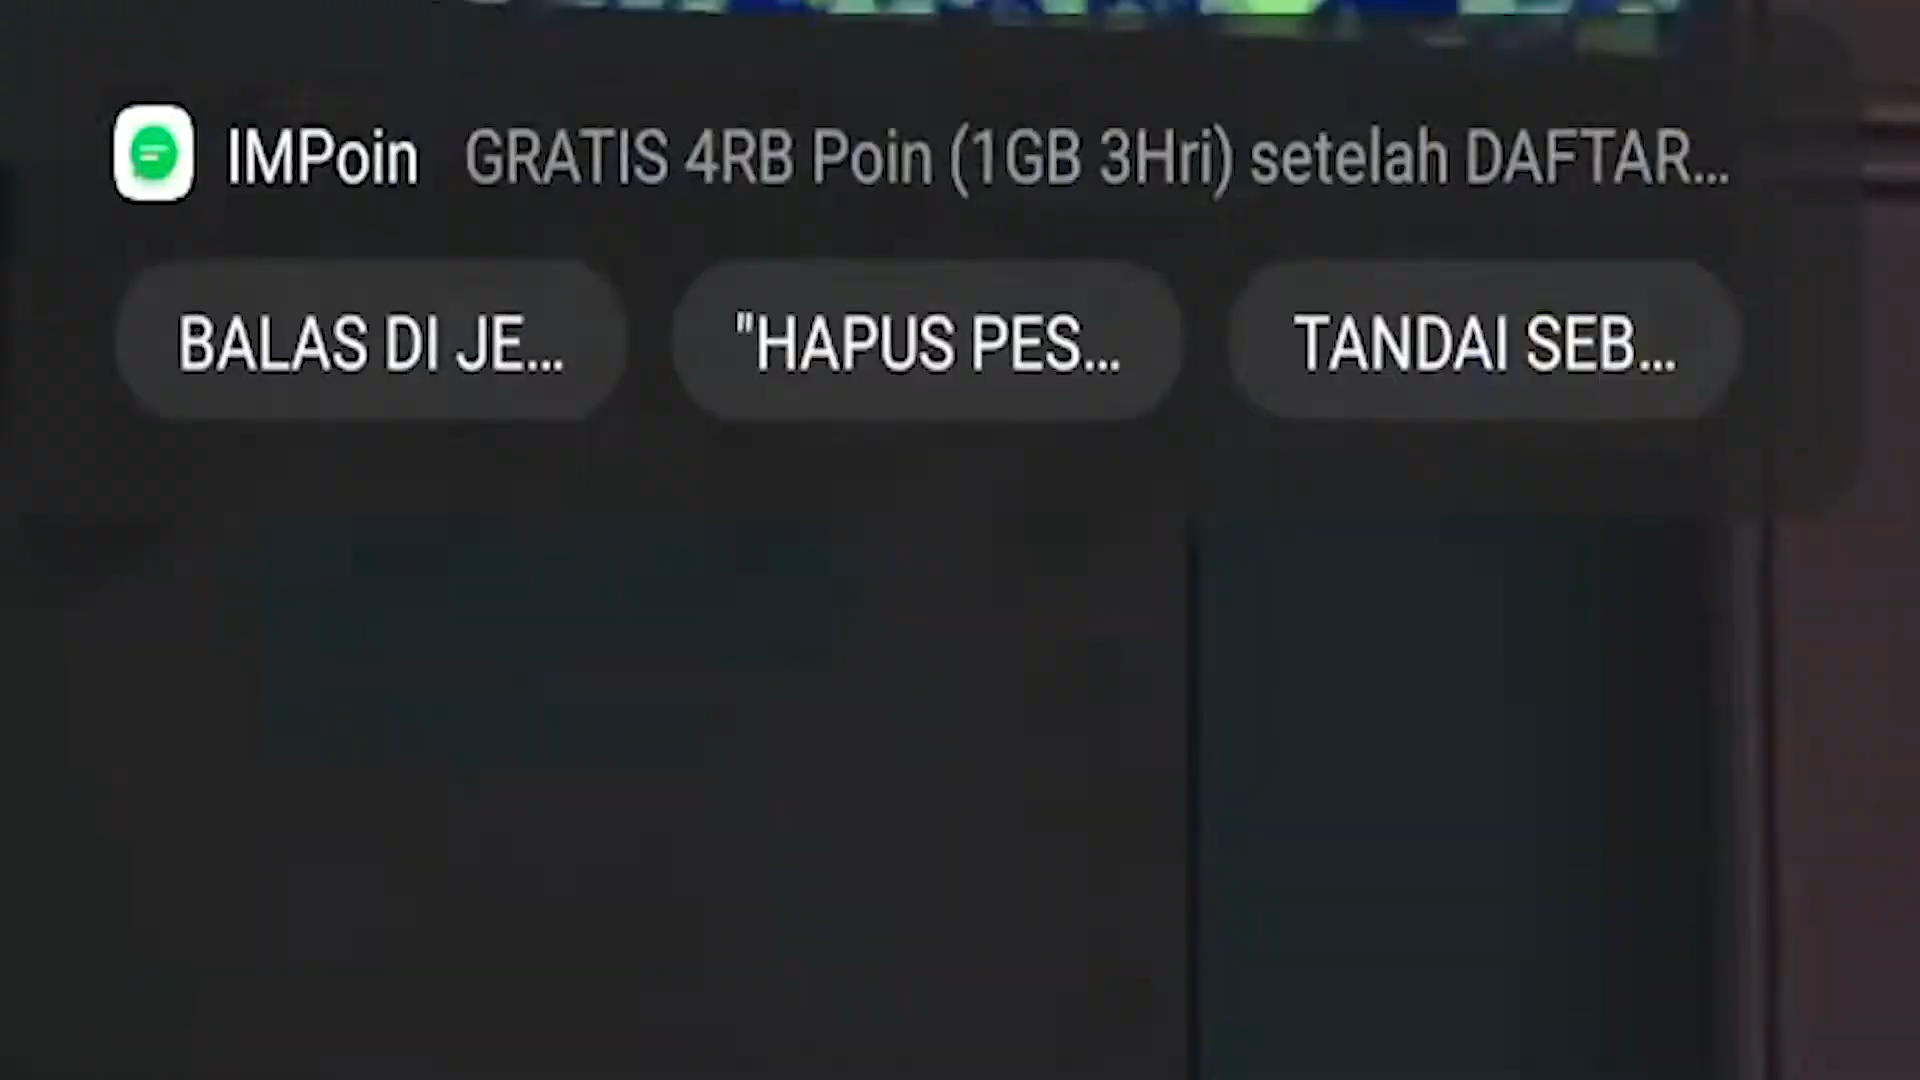 IMPoin GRATIS 4RB Poin (1GB 3Hri) setelah DAFTAR...
BALAS DI JE... "HAPUS PES... TANDAI SEB...